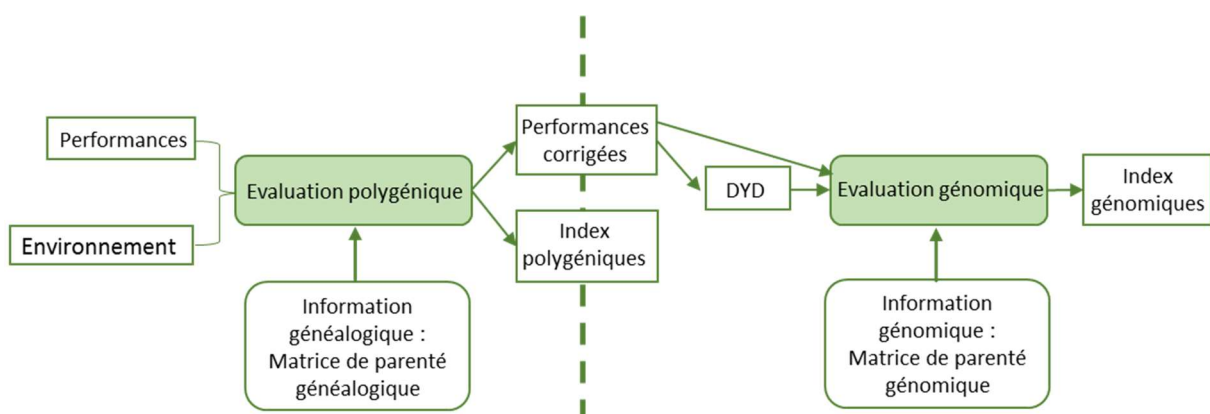 Performances
Environnement
Evaluation polygénique
Information
généalogique :
Matrice de parenté
généalogique
Performances
corrigées
Index
polygéniques
DYD
Evaluation génomique
Information
génomique :
Matrice de parenté
génomique
Index
génomiques